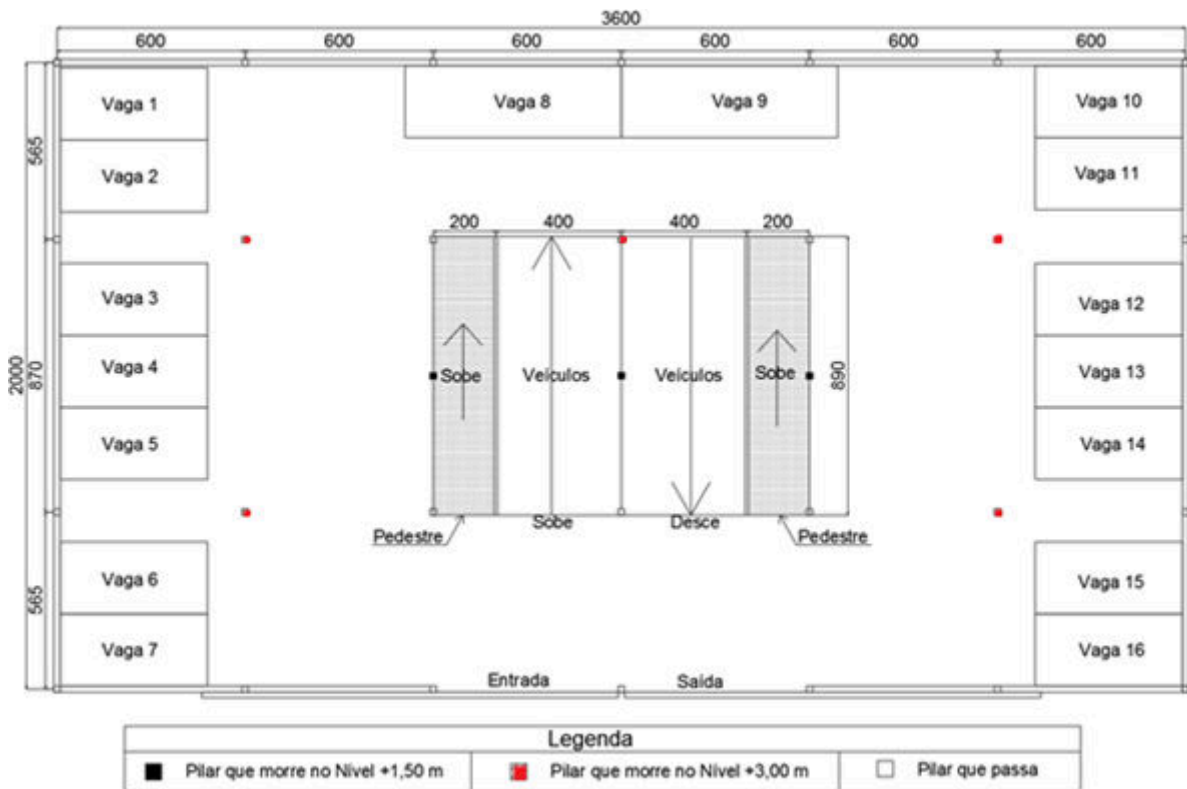 3600
600 600 600 600 600 600
Vaga 1
Vaga 8
Vaga 9
Vaga 10
565
Vaga 2
Vaga 11
200 400 400 200
Vaga 3
Vaga 12
2000
870
Vaga 4
Sobe
Veículos
Veículos
Sobe
890
Vaga 13
Vaga 5
Vaga 14
Pedestre
Sobe
Desce
Pedestre
565
Vaga 6
Vaga 15
Vaga 7
Vaga 16
Entrada
Saída
Legenda
Pilar que morre no Nível +1,50 m
Pilar que morre no Nível +3,00 m
Pilar que passa